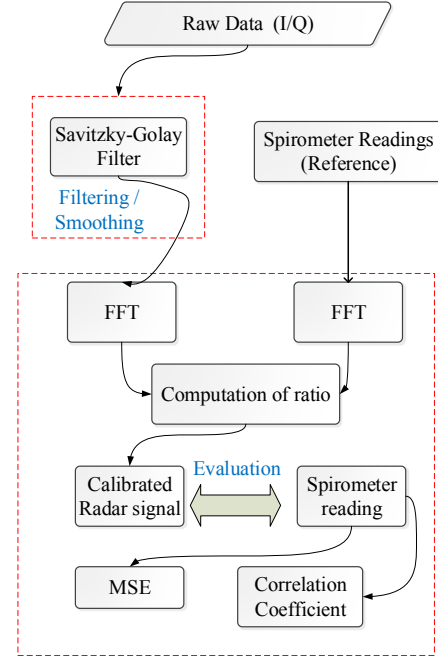 Raw Data  (I/Q)
Savitzky-Golay
Filter
Filtering /
Smoothing
Spirometer Readings
(Reference)
FFT
FFT
Computation of ratio
Evaluation
Calibrated
Radar signal
Spirometer
reading
MSE
Correlation
Coefficient